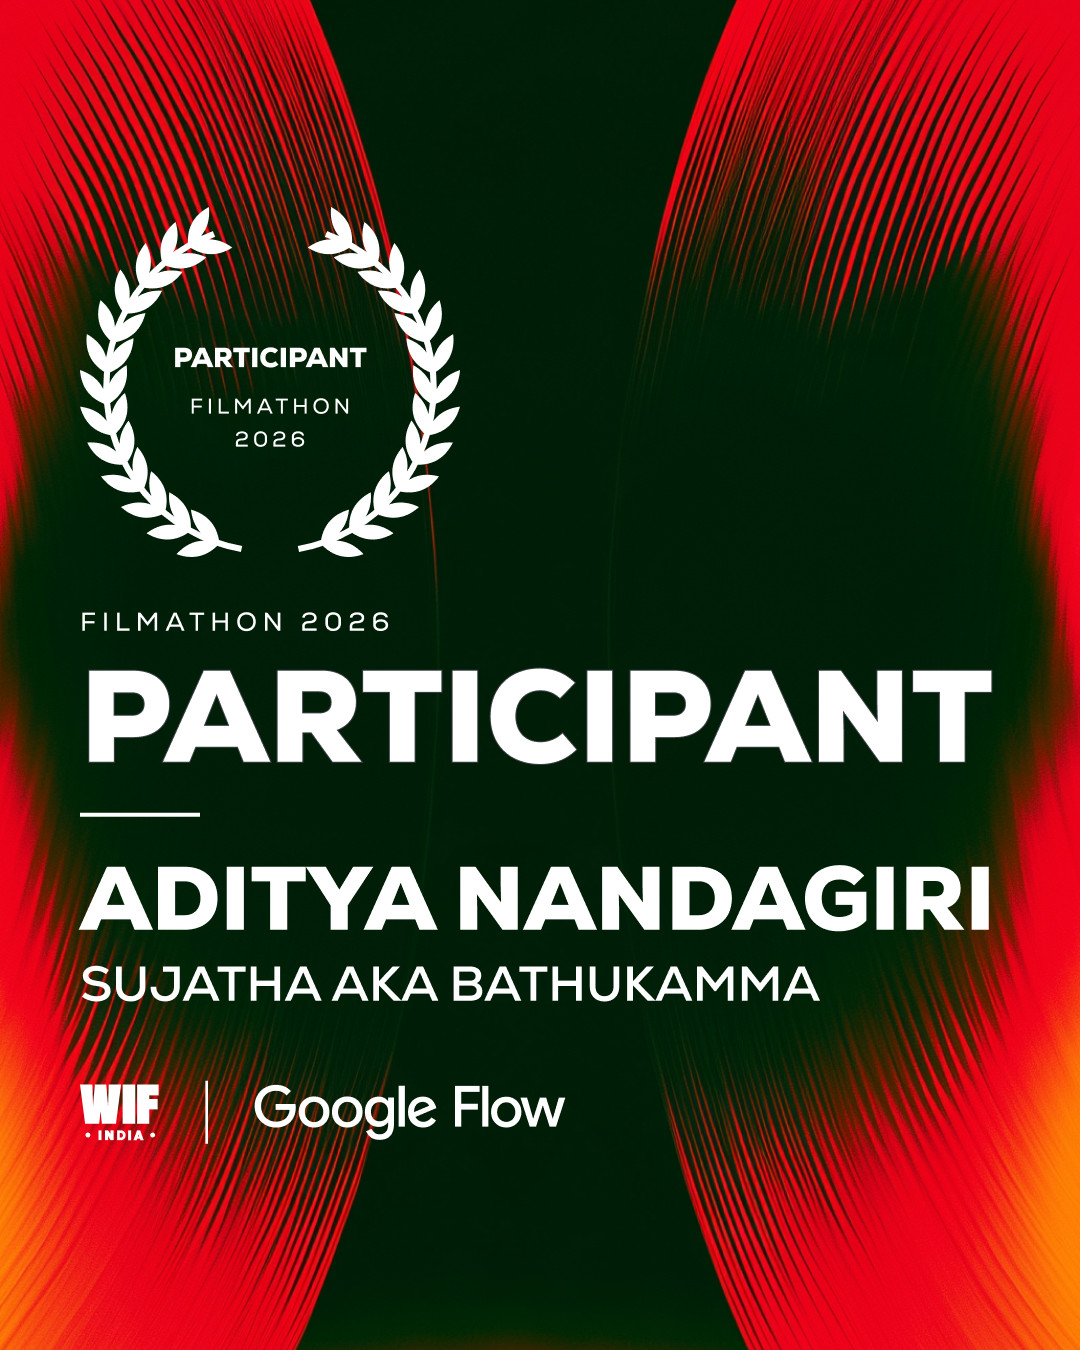 PARTICIPANT
FILMATHON
2026
FILMATHON 2026
PARTICIPANT
ADITYA NANDAGIRI
SUJATHA AKA BATHUKAMMA
WIF
• INDIA •
Google Flow